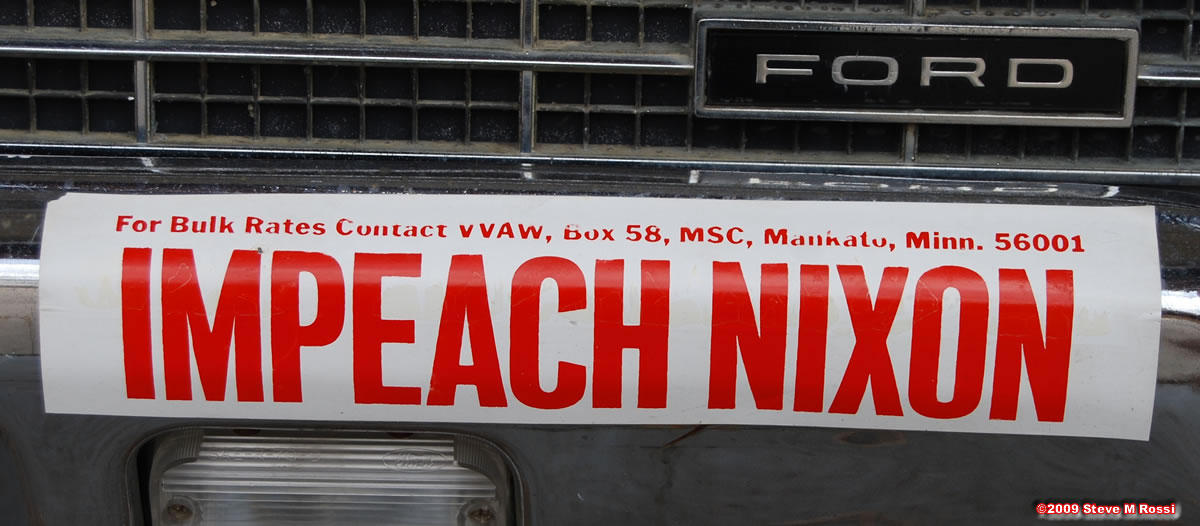 FORD
For Bulk Rates Contact VVAW, Box 58, MSC, Mankato, Minn. 56001
IMPEACH NIXON
©2009 Steve M Rossi